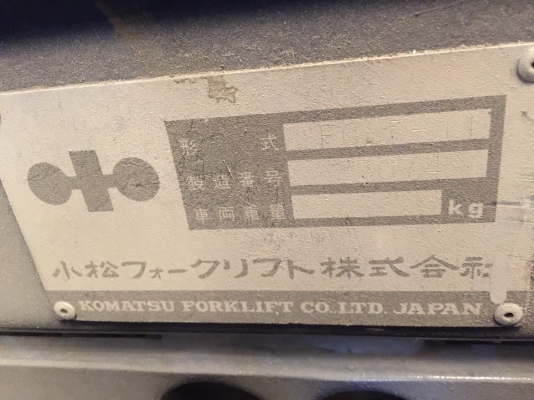 形式
製造番号
車両重量 kg
小松フォークリフト株式会社
KOMATSU FORKLIFT CO.LTD. JAPAN